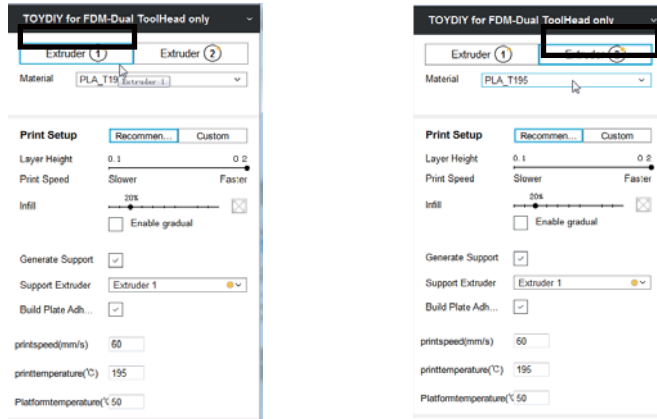 TOYDIY for FDM-Dual ToolHead only
Extruder 1
Extruder 2
Material PLA_T19
Extruder:1
Print Setup Recommen... Custom
Layer Height 0.1 0.2
Print Speed Slower Faster
20%
Infill
Enable gradual
Generate Support
Support Extruder Extruder 1
Build Plate Adh...
printspeed(mm/s) 60
printtemperature(℃) 195
Platformtemperature(℃ 50
TOYDIY for FDM-Dual ToolHead only
Extruder 1
Extruder 2
Material PLA_T195
Print Setup Recommen... Custom
Layer Height 0.1 0.2
Print Speed Slower Faster
20%
Infill
Enable gradual
Generate Support
Support Extruder Extruder 1
Build Plate Adh...
printspeed(mm/s) 60
printtemperature(℃) 195
Platformtemperature(℃ 50